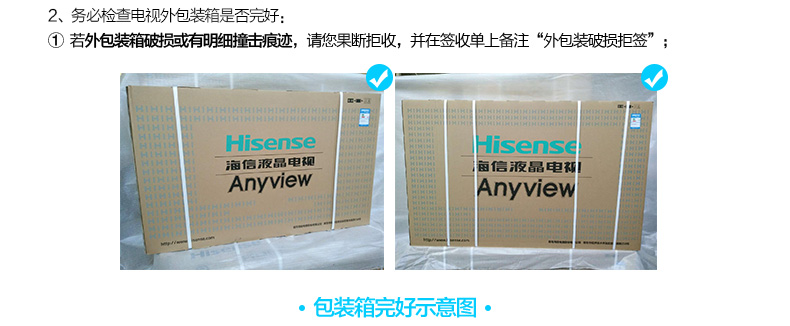 2、务必检查电视外包装箱是否完好：
① 若外包装箱破损或有明细撞击痕迹，请您果断拒收，并在签收单上备注“外包装破损拒签”；
Hisense
海信液晶电视
Anyview
Hisense
海信液晶电视
Anyview
• 包装箱完好示意图 •